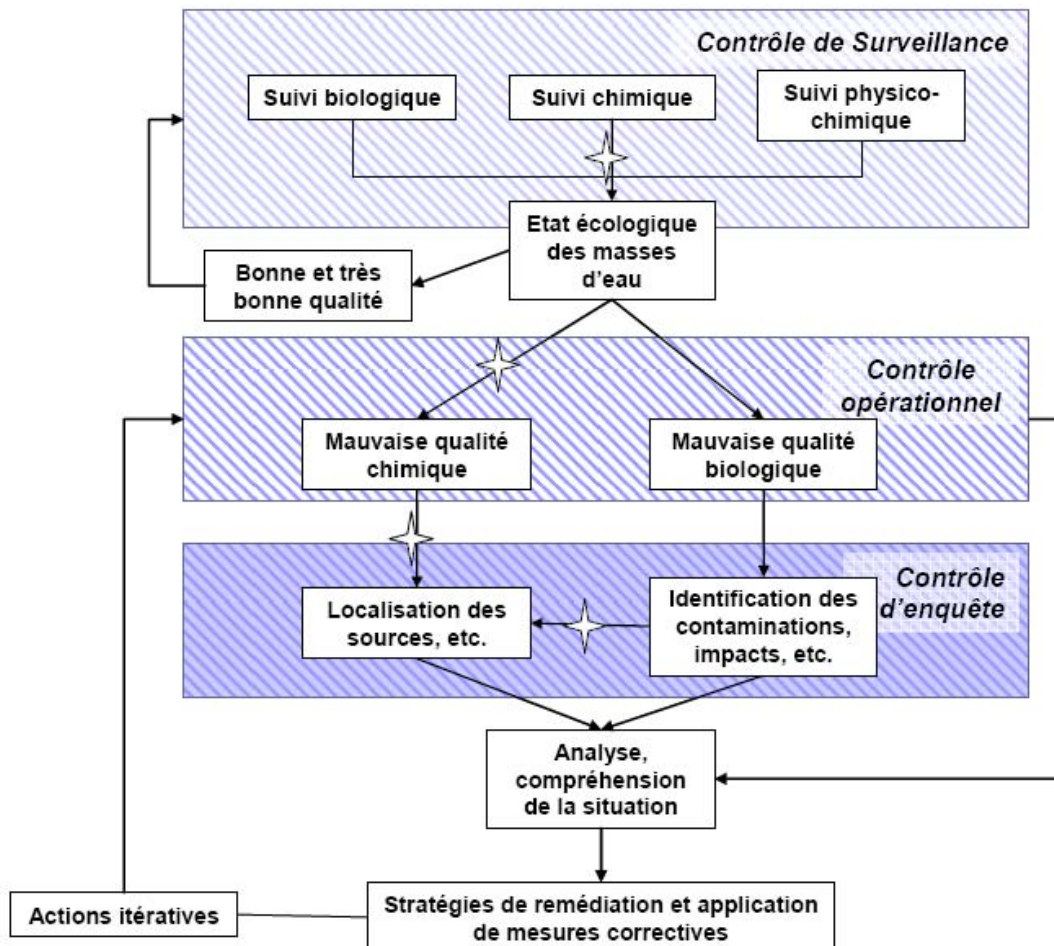 Contrôle de Surveillance
Suivi biologique
Suivi chimique
Suivi physico-
chimique
Etat écologique
des masses
d'eau
Bonne et très
bonne qualité
Contrôle
opérationnel
Mauvaise qualité
chimique
Mauvaise qualité
biologique
Contrôle
d'enquête
Localisation des
sources, etc.
Identification des
contaminations,
impacts, etc.
Analyse,
compréhension
de la situation
Actions itératives
Stratégies de remédiation et application
de mesures correctives